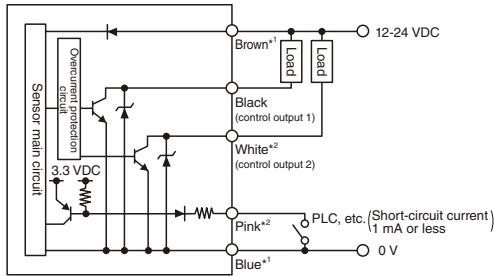 Brown*1
12-24 VDC
Load
Load
Sensor main circuit
Overcurrent protection
circuit
Black
(control output 1)
White*2
(control output 2)
3.3 VDC
Pink*2
PLC, etc. (Short-circuit current
1 mA or less)
Blue*1
0 V